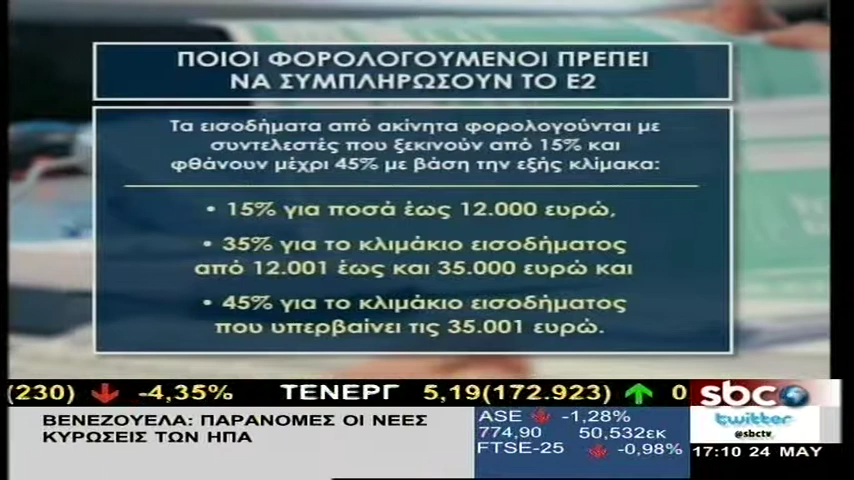 ΠΟΙΟΙ ΦΟΡΟΛΟΓΟΥΜΕΝΟΙ ΠΡΕΠΕΙ
ΝΑ ΣΥΜΠΛΗΡΩΣΟΥΝ ΤΟ Ε2
Τα εισοδήματα από ακίνητα φορολογούνται με
συντελεστές που ξεκινούν από 15% και
φθάνουν μέχρι 45% με βάση την εξής κλίμακα:
• 15% για ποσά έως 12.000 ευρώ,
• 35% για το κλιμάκιο εισοδήματος
από 12.001 έως και 35.000 ευρώ και
• 45% για το κλιμάκιο εισοδήματος
που υπερβαίνει τις 35.001 ευρώ.
(230) -4,35% ΤΕΝΕΡΓ 5,19(172.923) 0
sbc
twitter
@sbctv
ΒΕΝΕΖΟΥΕΛΑ: ΠΑΡΑΝΟΜΕΣ ΟΙ ΝΕΕΣ
ΚΥΡΩΣΕΙΣ ΤΩΝ ΗΠΑ
ASE -1,28%
774,90 50,532εκ
FTSE-25 -0,98%
17:10 24 MAY